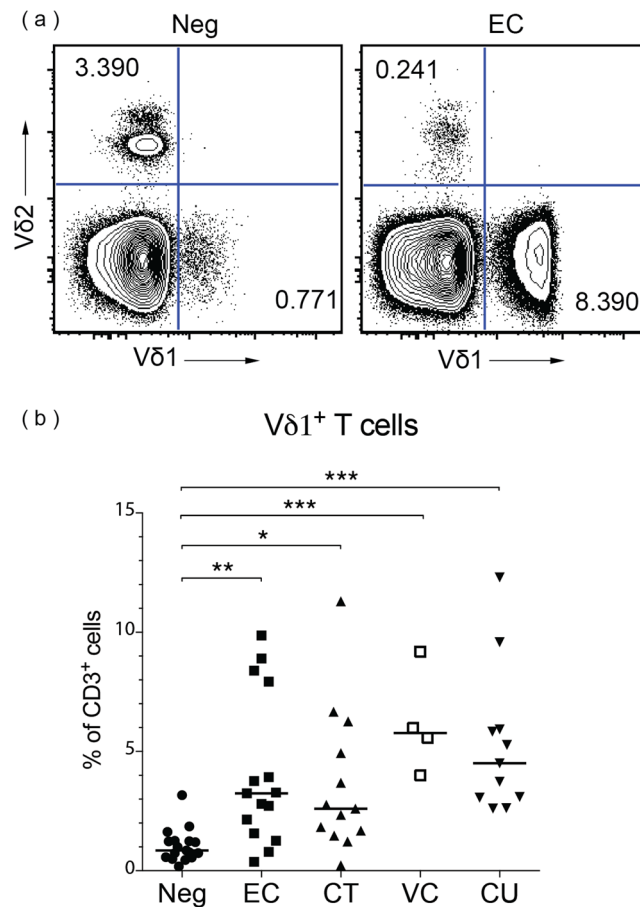 ( a ) Neg EC
3.390 0.241
Vδ2
0.771 8.390
Vδ1 Vδ1
( b ) Vδ1⁺ T cells
***
***
*
**
15
10
5
0
% of CD3⁺ cells
Neg EC CT VC CU